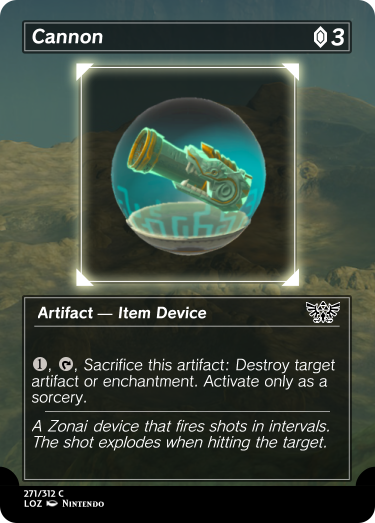 Cannon 3
Artifact — Item Device
1, , Sacrifice this artifact: Destroy target
artifact or enchantment. Activate only as a
sorcery.
A Zonai device that fires shots in intervals.
The shot explodes when hitting the target.
271/312 C
LOZ Nintendo